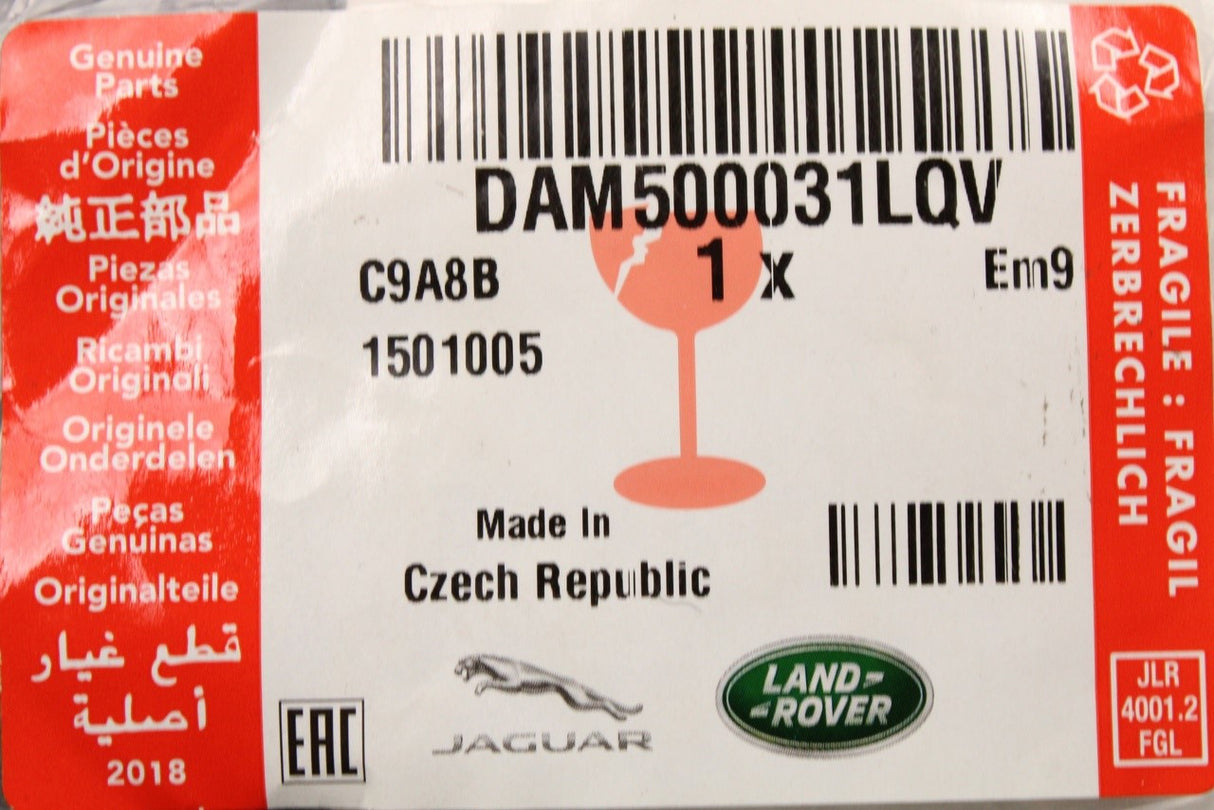 Genuine
Parts
Pièces
d'Origine
純正部品
Piezas
Originales
Ricambi
Originali
Originele
Onderdelen
Peças
Genuinas
Originalteile
قطع غيار
أصلية
2018
DAM500031LQV
C9A8B
1 x
Em9
1501005
Made In
Czech Republic
EAC
JAGUAR
LAND-
-ROVER
FRAGILE : FRAGIL
ZERBRECHLICH
JLR
4001.2
FGL